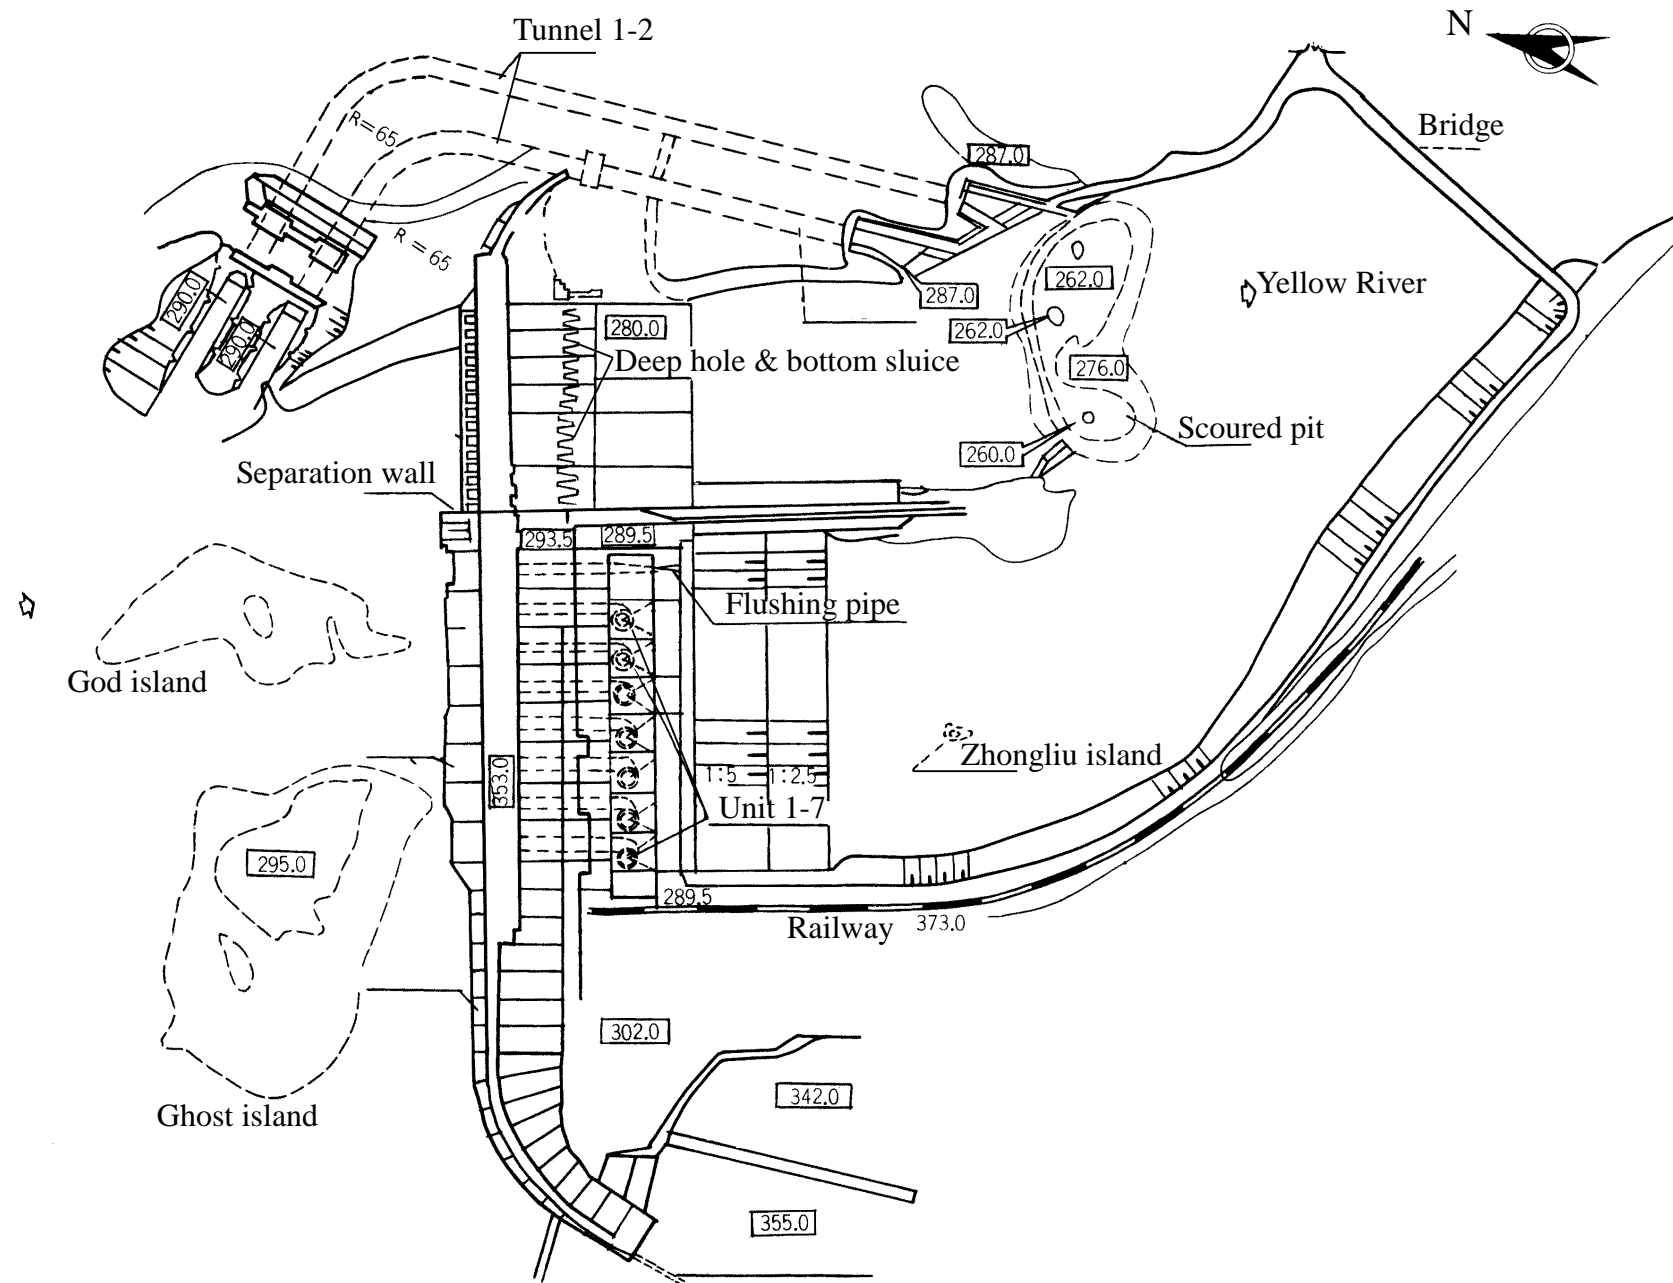 Tunnel 1-2
N
R=65
Bridge
287.0
R=65
290.0
290.0
262.0
Yellow River
287.0
262.0
280.0
Deep hole & bottom sluice
276.0
Scoured pit
260.0
Separation wall
293.5
289.5
Flushing pipe
God island
Zhongliu island
353.0
1:5
1:2.5
Unit 1-7
295.0
289.5
Railway
373.0
302.0
342.0
Ghost island
355.0